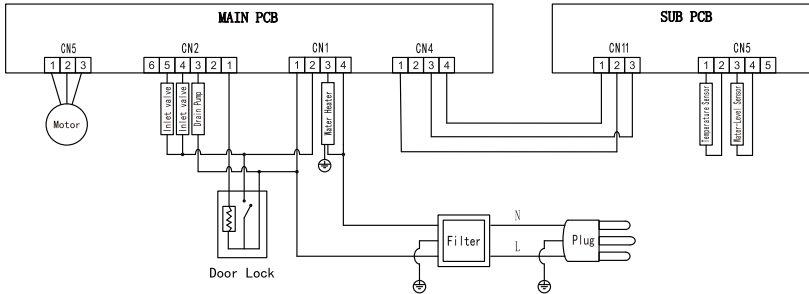 MAIN PCB
SUB PCB
CN5
CN2
CN1
CN4
CN11
CN5
1 2 3
6 5 4 3 2 1
1 2 3 4
1 2 3 4
1 2 3
1 2 3 4 5
Motor
Inlet valve
Inlet valve
Drain Pump
Water Heater
Temperature Sensor
Water-Level Sensor
Door Lock
Filter
N
L
Plug